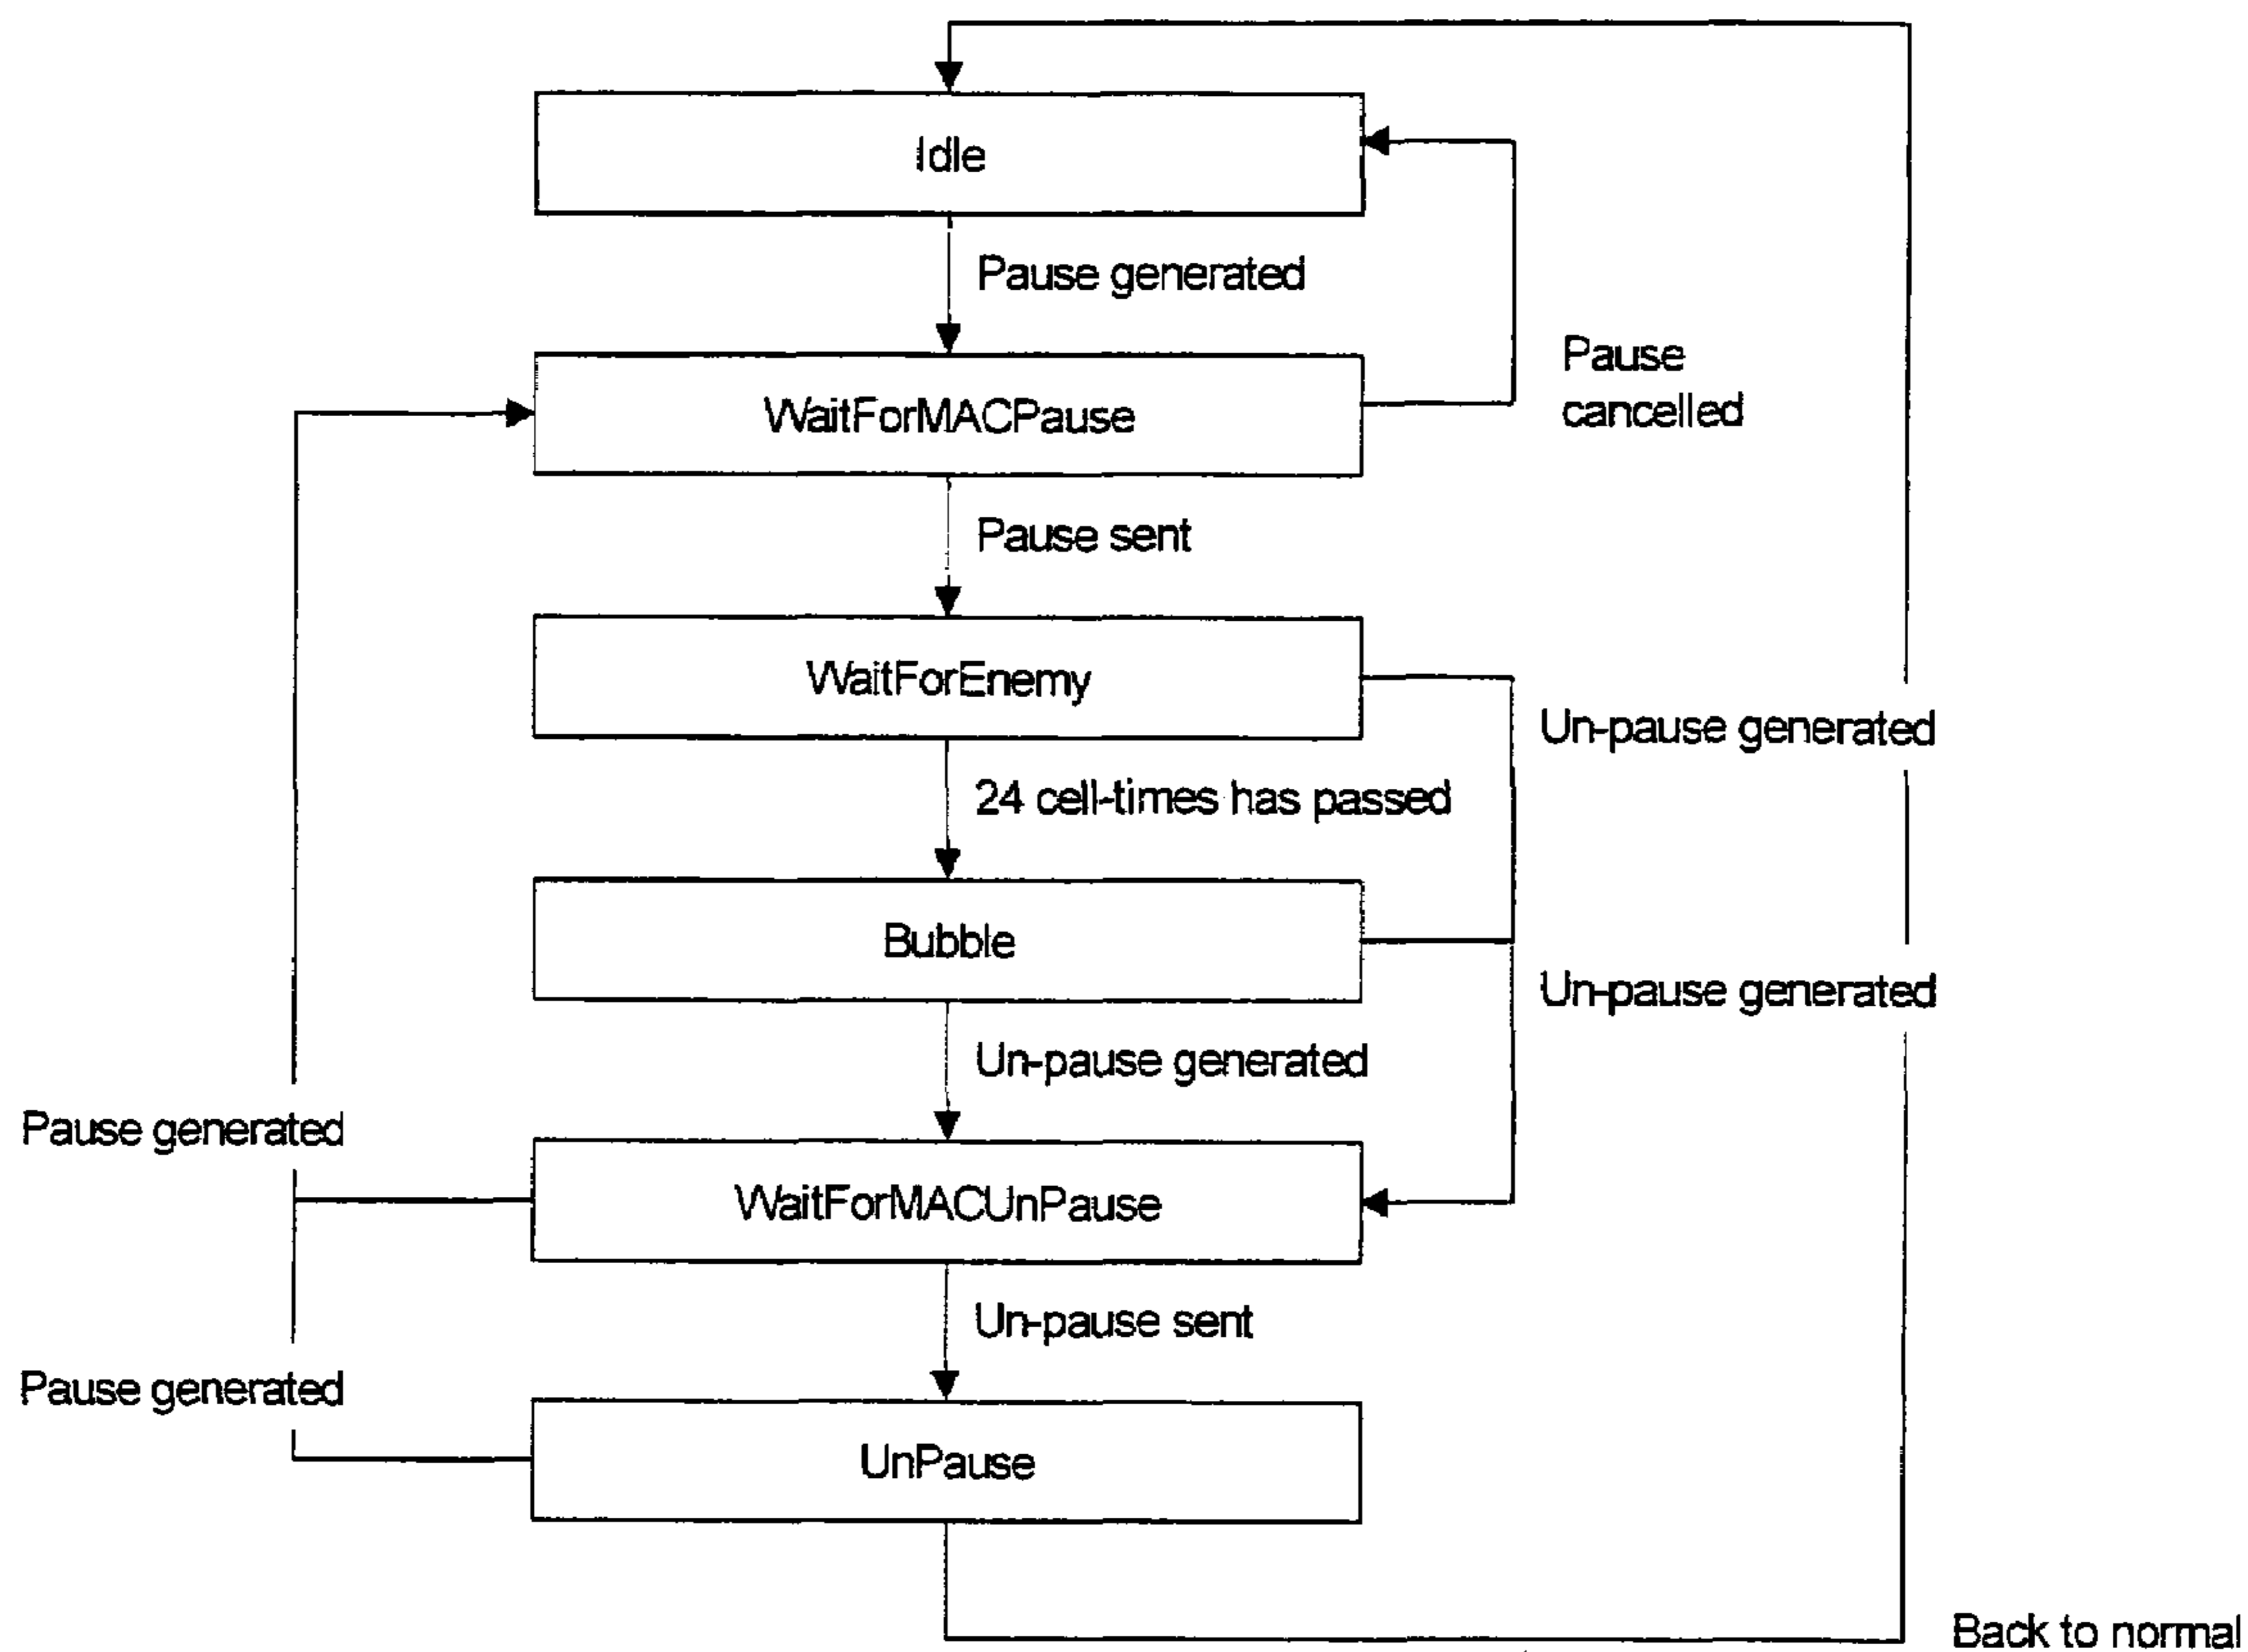 Idle
Pause generated
Pause
cancelled
WaitForMACPause
Pause sent
WaitForEnemy
Un-pause generated
24 cell-times has passed
Bubble
Un-pause generated
Un-pause generated
Pause generated
WaitForMACUnPause
Un-pause sent
Pause generated
UnPause
Back to normal